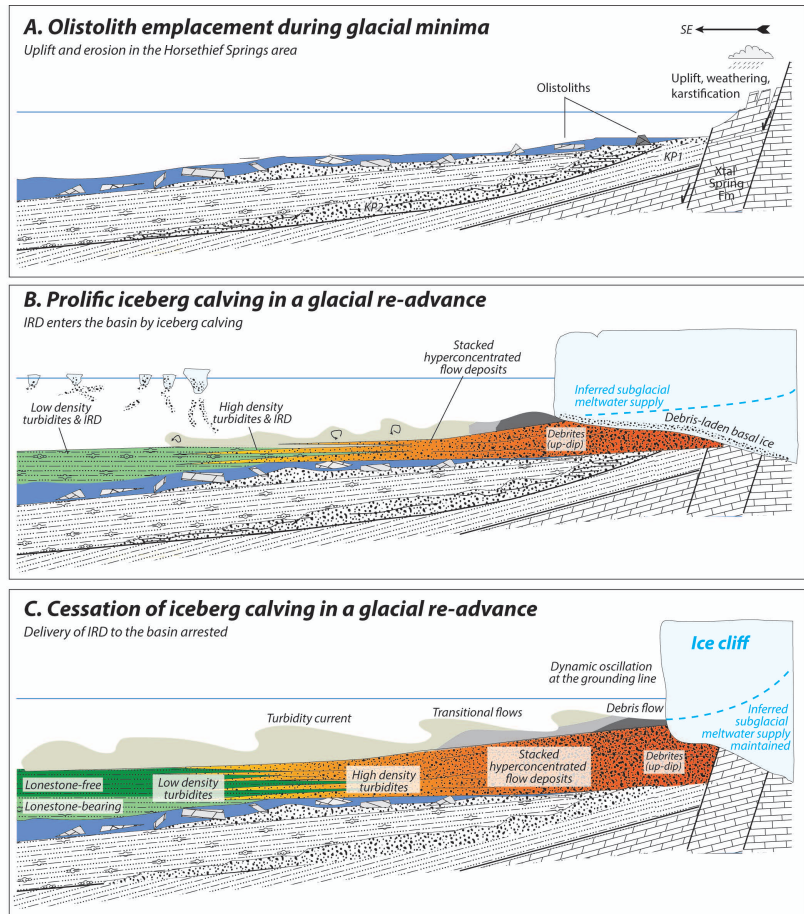 A. Olistolith emplacement during glacial minima
Uplift and erosion in the Horsethief Springs area
SE
Uplift, weathering,
karstification
Olistoliths
KP1
Xtal
Spring
Fm
KP2
B. Prolific iceberg calving in a glacial re-advance
IRD enters the basin by iceberg calving
Stacked
hyperconcentrated
flow deposits
Inferred subglacial
meltwater supply
Low density
turbidites & IRD
High density
turbidites & IRD
Debris-laden basal ice
Debrites
(up-dip)
C. Cessation of iceberg calving in a glacial re-advance
Delivery of IRD to the basin arrested
Ice cliff
Dynamic oscillation
at the grounding line
Debris flow
Transitional flows
Turbidity current
Inferred
subglacial
meltwater supply
maintained
Stacked
hyperconcentrated
flow deposits
Debrites
(up-dip)
High density
turbidites
Low density
turbidites
Lonestone-free
Lonestone-bearing